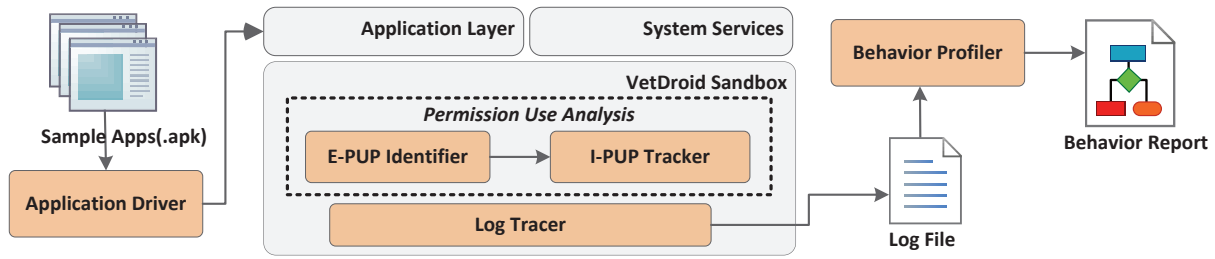 Sample Apps(.apk)
Application Driver
Application Layer
System Services
VetDroid Sandbox
Permission Use Analysis
E-PUP Identifier
I-PUP Tracker
Log Tracer
Log File
Behavior Profiler
Behavior Report